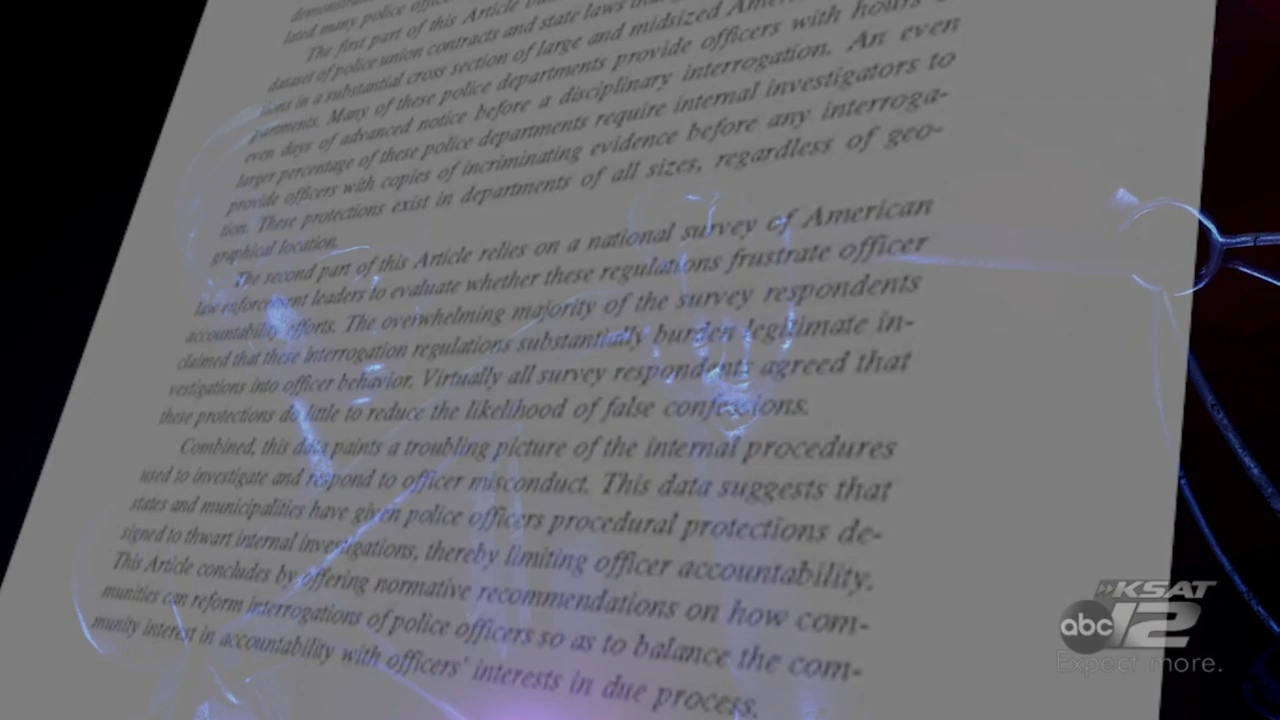 lated many police
The first part of this Article
dataset of police union contracts and state laws
tions in a substantial cross section of large and midsized
partments. Many of these police departments provide officers with hours
even days of advanced notice before a disciplinary interrogation. An even
larger percentage of these police departments require internal investigators to
provide officers with copies of incriminating evidence before any interroga-
tion. These protections exist in departments of all sizes, regardless of geo-
graphical location.
The second part of this Article relies on a national survey of American
law enforcement leaders to evaluate whether these regulations frustrate officer
accountability efforts. The overwhelming majority of the survey respondents
claimed that these interrogation regulations substantially burden legitimate in-
vestigations into officer behavior. Virtually all survey respondents agreed that
these protections do little to reduce the likelihood of false confessions.
Combined, this data paints a troubling picture of the internal procedures
used to investigate and respond to officer misconduct. This data suggests that
states and municipalities have given police officers procedural protections de-
signed to thwart internal investigations, thereby limiting officer accountability.
This Article concludes by offering normative recommendations on how com-
munities can reform interrogations of police officers so as to balance the com-
munity interest in accountability with officers' interests in due process.
KSAT
abc 12
Expect more.